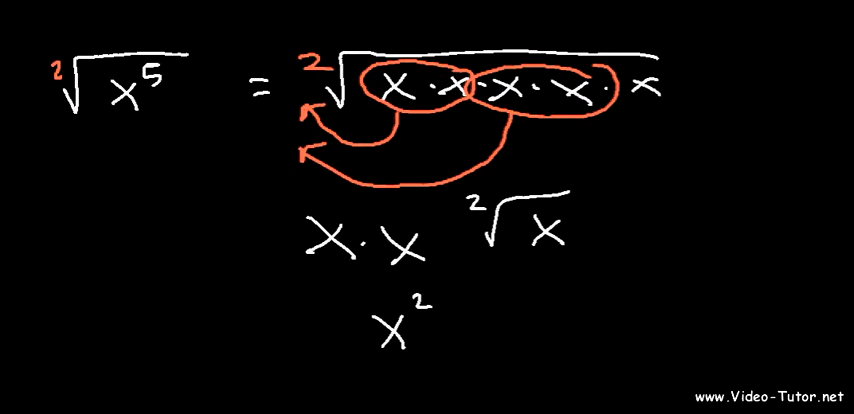 ²√x⁵ = ²√x·x·x·x·x
x·x ²√x
x²
www.Video-Tutor.net